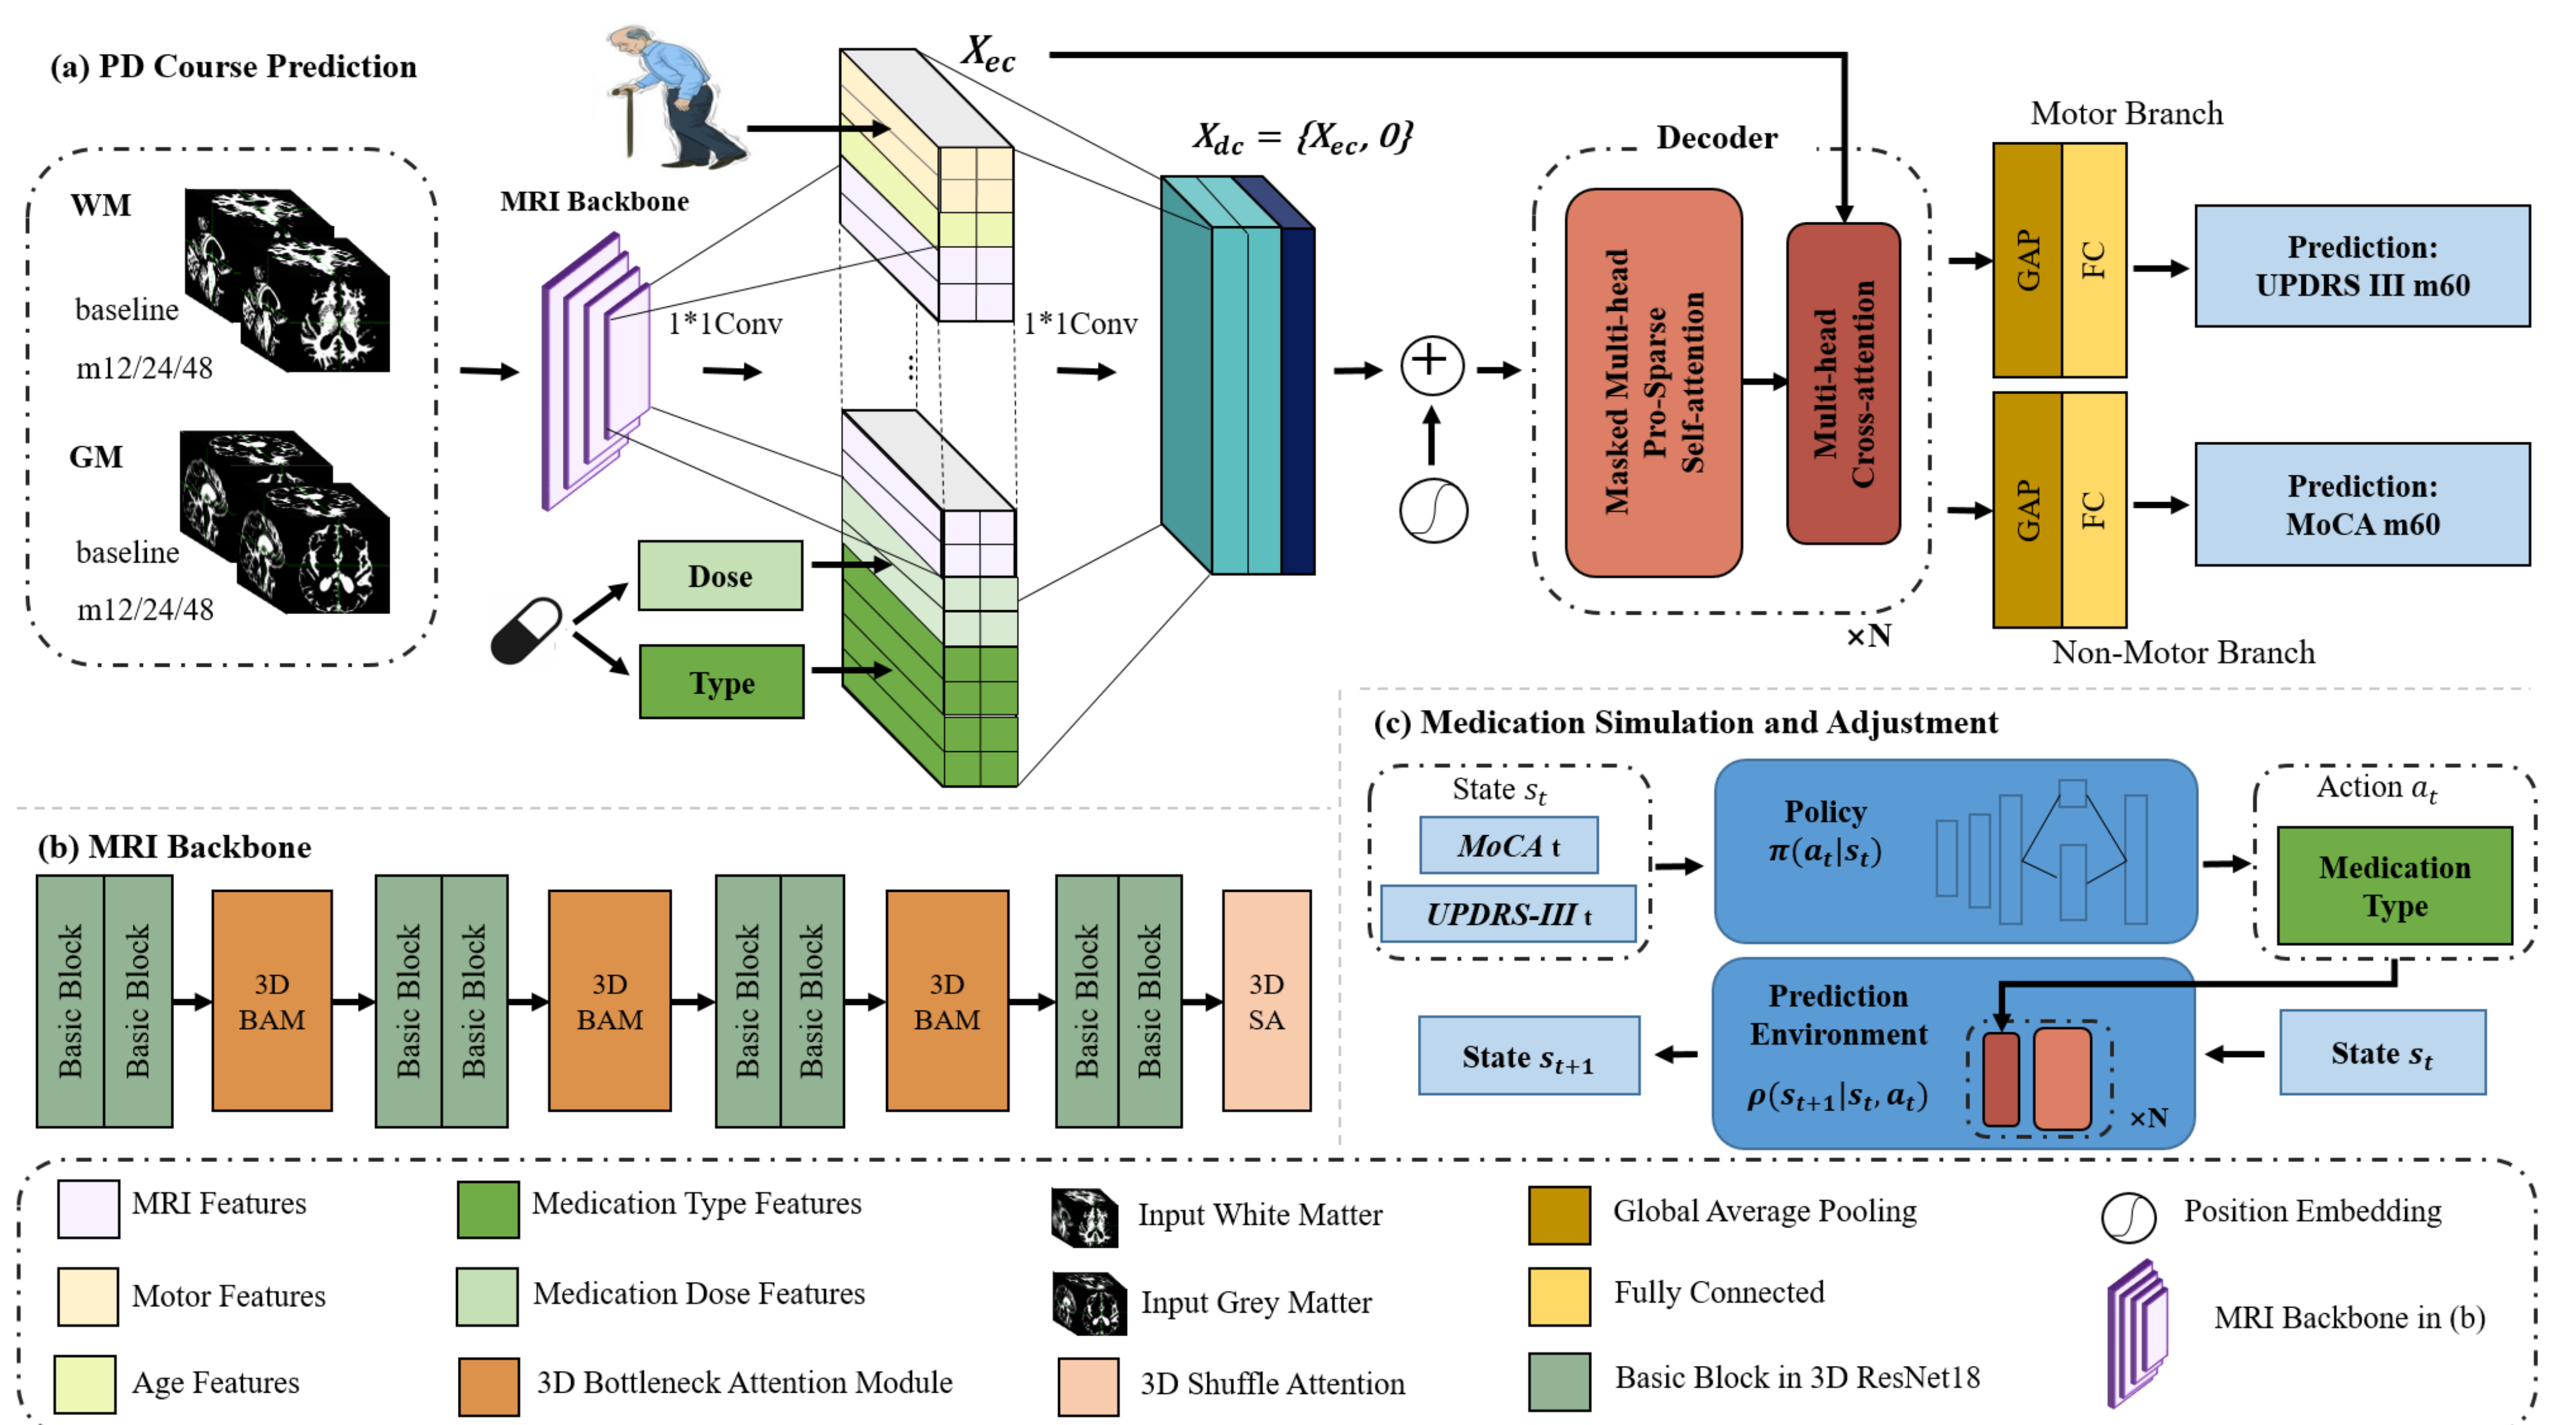 (a) PD Course Prediction
WM
baseline
m12/24/48
GM
baseline
m12/24/48
MRI Backbone
1*1Conv
Dose
Type
X_ec
1*1Conv
X_dc = {X_ec, 0}
Decoder
Masked Multi-head
Pro-Sparse
Self-attention
Multi-head
Cross-attention
×N
Motor Branch
GAP
FC
Prediction:
UPDRS III m60
GAP
FC
Prediction:
MoCA m60
Non-Motor Branch
(b) MRI Backbone
Basic Block
Basic Block
3D
BAM
Basic Block
Basic Block
3D
BAM
Basic Block
Basic Block
3D
BAM
Basic Block
Basic Block
3D
SA
(c) Medication Simulation and Adjustment
State s_t
MoCA t
UPDRS-III t
Policy
π(a_t|s_t)
Action a_t
Medication
Type
State s_{t+1}
Prediction
Environment
ρ(s_{t+1}|s_t, a_t)
×N
State s_t
MRI Features
Motor Features
Age Features
Medication Type Features
Medication Dose Features
3D Bottleneck Attention Module
Input White Matter
Input Grey Matter
3D Shuffle Attention
Global Average Pooling
Fully Connected
Basic Block in 3D ResNet18
Position Embedding
MRI Backbone in (b)